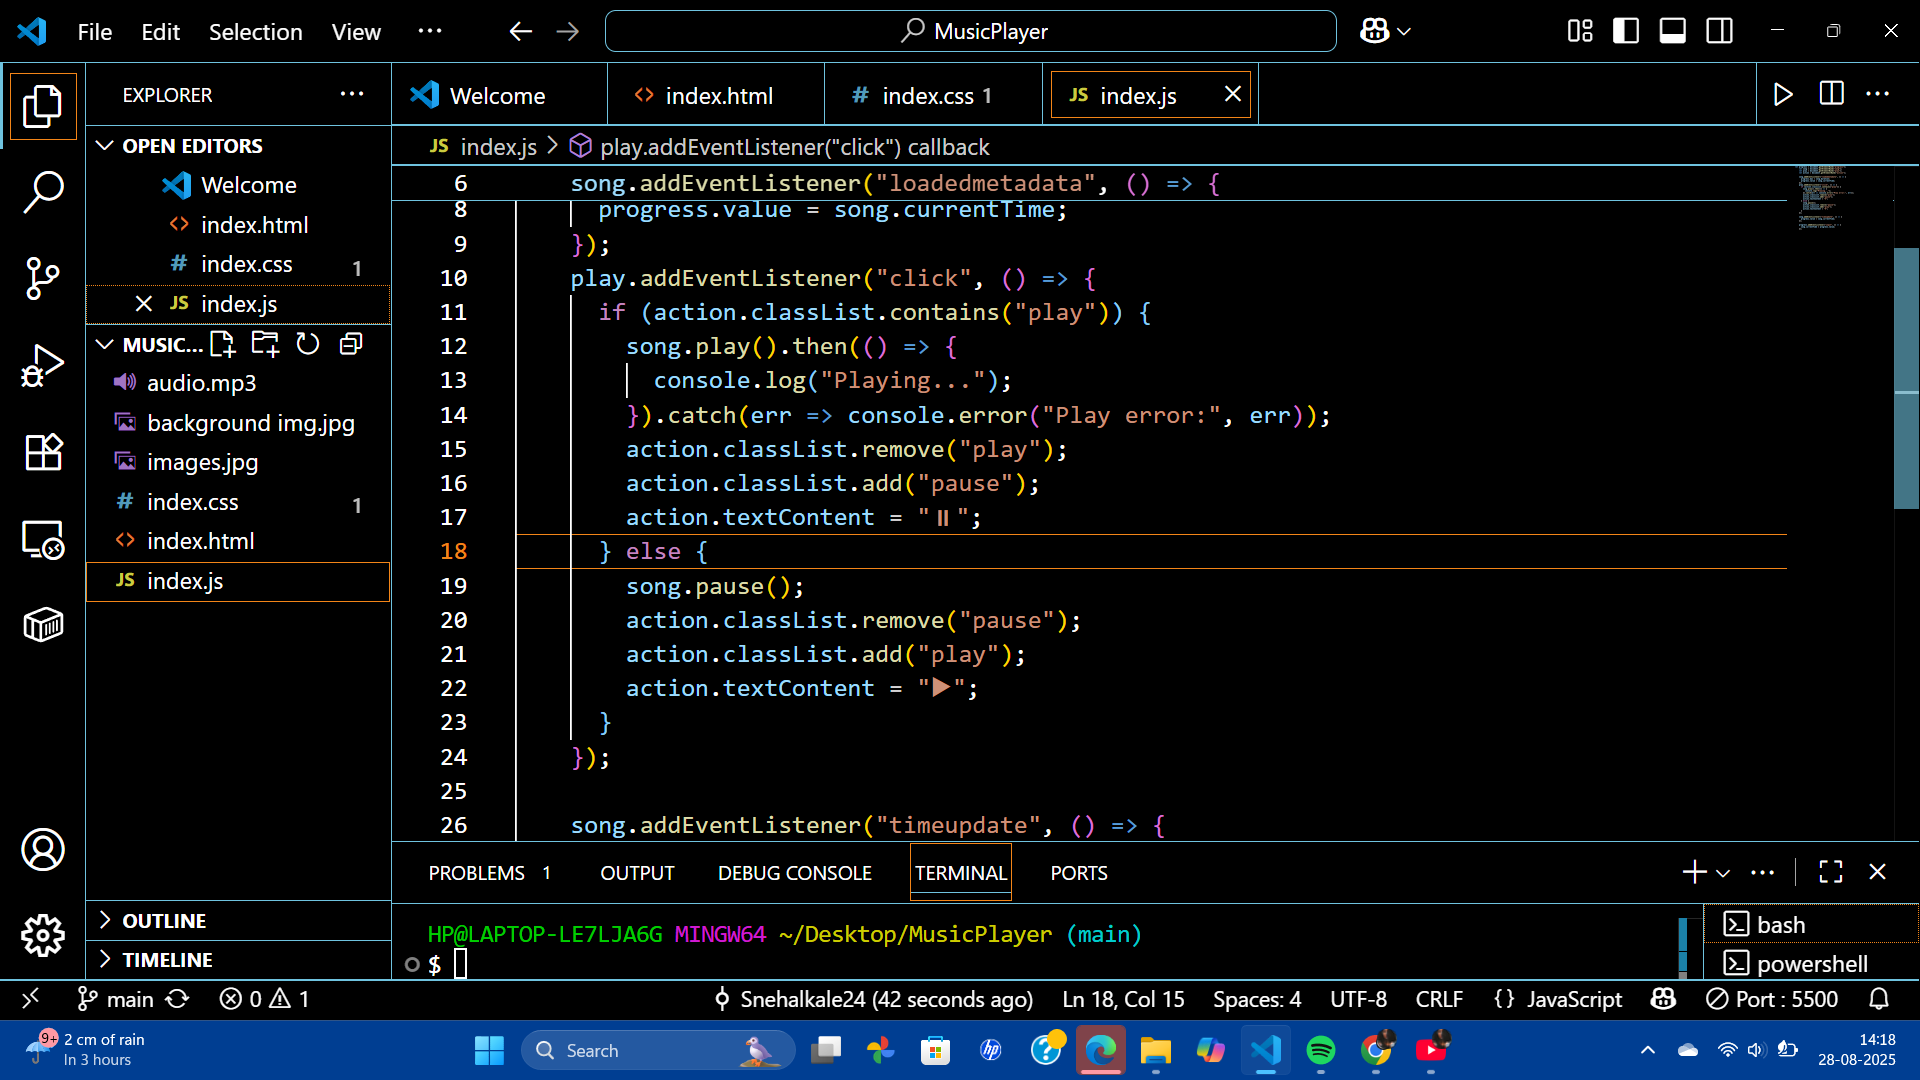 File Edit Selection View ··· MusicPlayer
EXPLORER ···
OPEN EDITORS
Welcome
index.html
index.css 1
JS index.js
MUSIC...
audio.mp3
background img.jpg
images.jpg
# index.css 1
<> index.html
JS index.js
OUTLINE
TIMELINE
Welcome <> index.html # index.css 1 JS index.js
JS index.js > play.addEventListener("click") callback
6 song.addEventListener("loadedmetadata", () => {
8 progress.value = song.currentTime;
9 });
10 play.addEventListener("click", () => {
11 if (action.classList.contains("play")) {
12 song.play().then(() => {
13 console.log("Playing...");
14 }).catch(err => console.error("Play error:", err));
15 action.classList.remove("play");
16 action.classList.add("pause");
17 action.textContent = "⏸";
18 } else {
19 song.pause();
20 action.classList.remove("pause");
21 action.classList.add("play");
22 action.textContent = "▶";
23 }
24 });
25
26 song.addEventListener("timeupdate", () => {
PROBLEMS 1 OUTPUT DEBUG CONSOLE TERMINAL PORTS
HP@LAPTOP-LE7LJA6G MINGW64 ~/Desktop/MusicPlayer (main)
$
bash
powershell
main 0 1 Snehalkale24 (42 seconds ago) Ln 18, Col 15 Spaces: 4 UTF-8 CRLF {} JavaScript Port : 5500
9+ 2 cm of rain
In 3 hours
Search
hp
14:18
28-08-2025